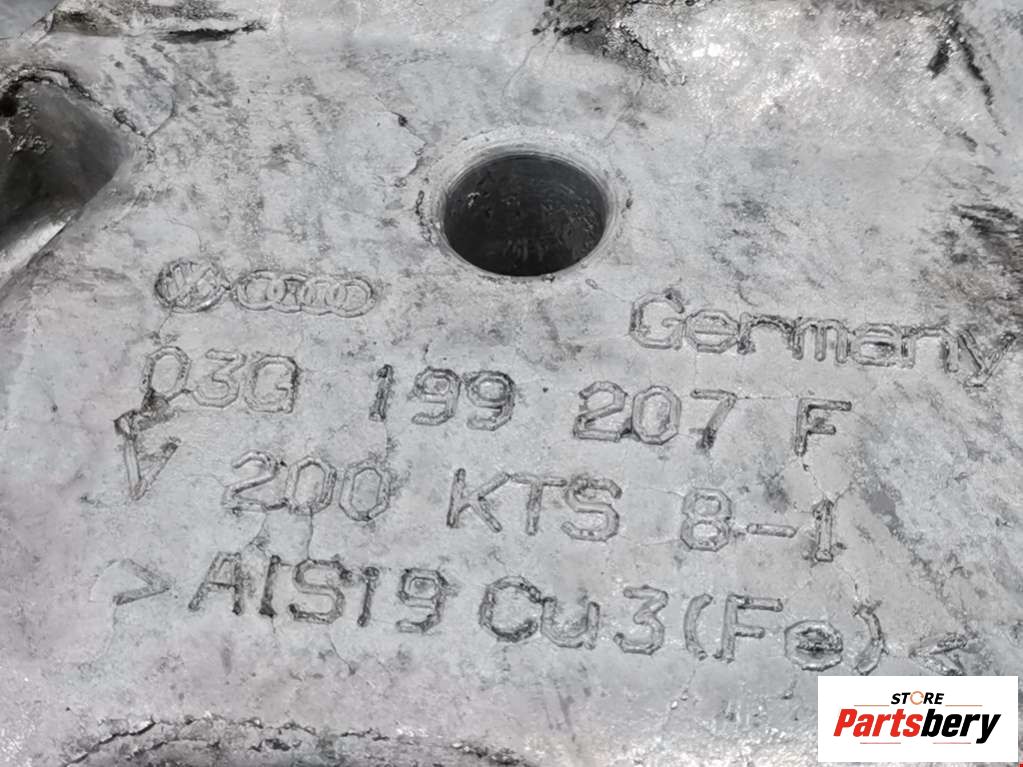 Germany
03G 199 207 F
V 200 KTS 8-1
>AlSi9Cu3(Fe)<
STORE
Partsbery